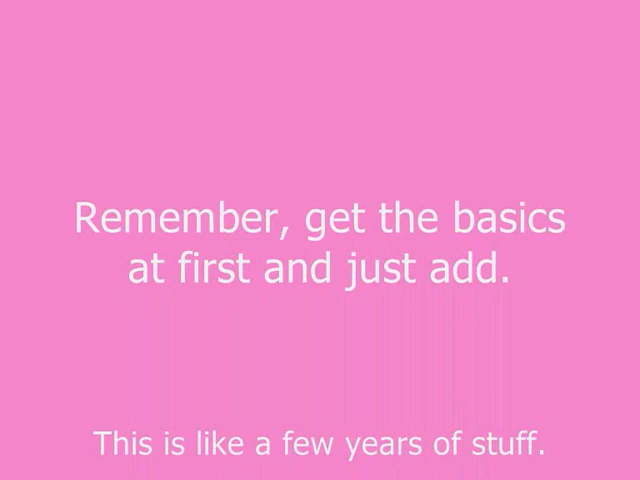 Remember, get the basics
at first and just add.
This is like a few years of stuff.